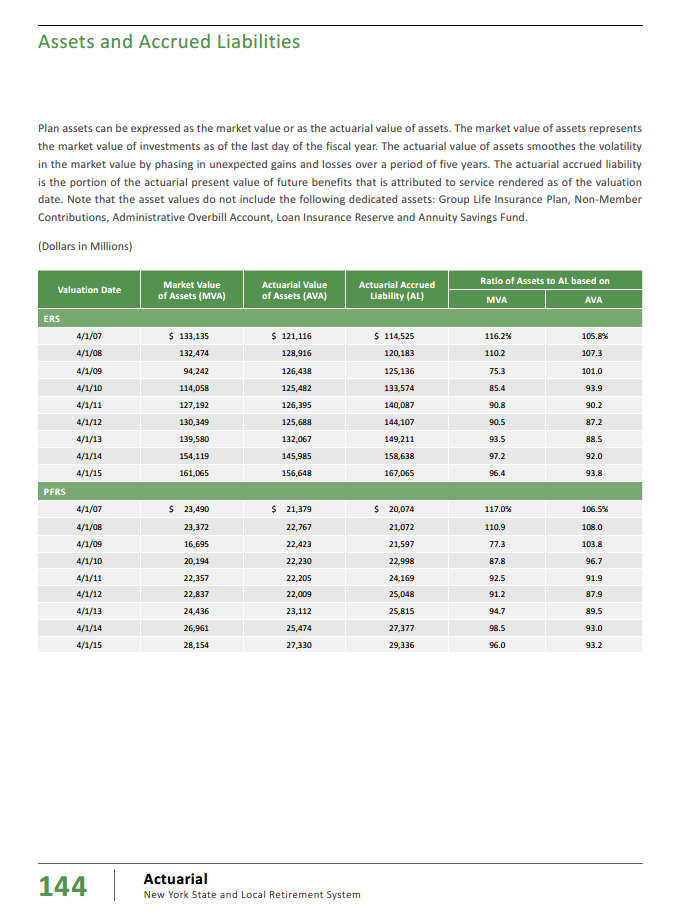 Assets and Accrued Liabilities
Plan assets can be expressed as the market value or as the actuarial value of assets. The market value of assets represents
the market value of investments as of the last day of the fiscal year. The actuarial value of assets smoothes the volatility
in the market value by phasing in unexpected gains and losses over a period of five years. The actuarial accrued liability
is the portion of the actuarial present value of future benefits that is attributed to service rendered as of the valuation
date. Note that the asset values do not include the following dedicated assets: Group Life Insurance Plan, Non-Member
Contributions, Administrative Overbill Account, Loan Insurance Reserve and Annuity Savings Fund.
(Dollars in Millions)
Valuation Date Market Value of Assets (MVA) Actuarial Value of Assets (AVA) Actuarial Accrued Liability (AL) Ratio of Assets to AL based on
MVA AVA
ERS
4/1/07 $ 133,135 $ 121,116 $ 114,525 116.2% 105.8%
4/1/08 132,474 128,916 120,183 110.2 107.3
4/1/09 94,242 126,438 125,136 75.3 101.0
4/1/10 114,058 125,482 133,574 85.4 93.9
4/1/11 127,192 126,395 140,087 90.8 90.2
4/1/12 130,349 125,688 144,107 90.5 87.2
4/1/13 139,580 132,067 149,211 93.5 88.5
4/1/14 154,119 145,985 158,638 97.2 92.0
4/1/15 161,065 156,648 167,065 96.4 93.8
PFRS
4/1/07 $ 23,490 $ 21,379 $ 20,074 117.0% 106.5%
4/1/08 23,372 22,767 21,072 110.9 108.0
4/1/09 16,695 22,423 21,597 77.3 103.8
4/1/10 20,194 22,230 22,998 87.8 96.7
4/1/11 22,357 22,205 24,169 92.5 91.9
4/1/12 22,837 22,009 25,048 91.2 87.9
4/1/13 24,436 23,112 25,815 94.7 89.5
4/1/14 26,961 25,474 27,377 98.5 93.0
4/1/15 28,154 27,330 29,336 96.0 93.2
144
Actuarial
New York State and Local Retirement System